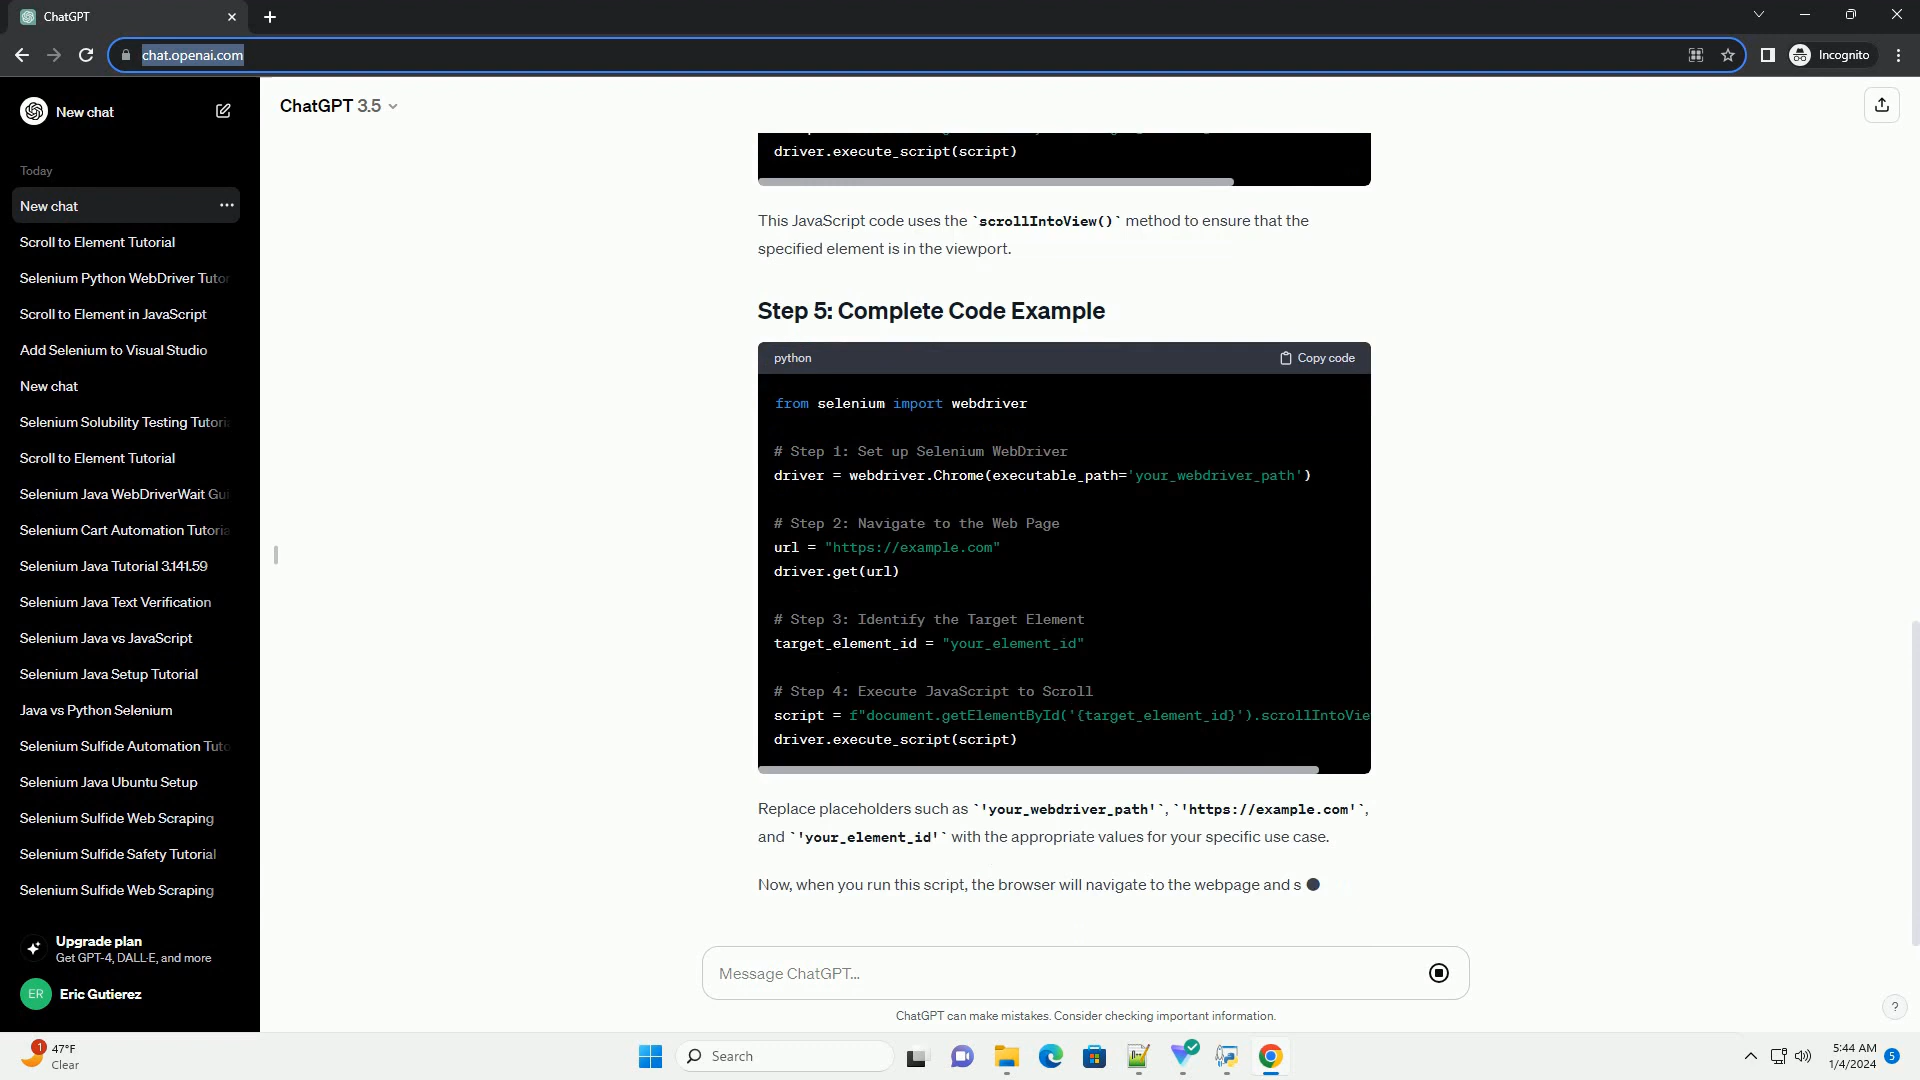 ChatGPT
chat.openai.com
Incognito
New chat
Today
New chat
Scroll to Element Tutorial
Selenium Python WebDriver Tutor
Scroll to Element in JavaScript
Add Selenium to Visual Studio
New chat
Selenium Solubility Testing Tutoria
Scroll to Element Tutorial
Selenium Java WebDriverWait Gui
Selenium Cart Automation Tutoria
Selenium Java Tutorial 3.141.59
Selenium Java Text Verification
Selenium Java vs JavaScript
Selenium Java Setup Tutorial
Java vs Python Selenium
Selenium Sulfide Automation Tuto
Selenium Java Ubuntu Setup
Selenium Sulfide Web Scraping
Selenium Sulfide Safety Tutorial
Selenium Sulfide Web Scraping
Upgrade plan
Get GPT-4, DALL·E, and more
ER
Eric Gutierez
ChatGPT 3.5
driver.execute_script(script)
This JavaScript code uses the `scrollIntoView()` method to ensure that the
specified element is in the viewport.
Step 5: Complete Code Example
python
Copy code
from selenium import webdriver
# Step 1: Set up Selenium WebDriver
driver = webdriver.Chrome(executable_path='your_webdriver_path')
# Step 2: Navigate to the Web Page
url = "https://example.com"
driver.get(url)
# Step 3: Identify the Target Element
target_element_id = "your_element_id"
# Step 4: Execute JavaScript to Scroll
script = f"document.getElementById('{target_element_id}').scrollIntoVie
driver.execute_script(script)
Replace placeholders such as `'your_webdriver_path'`, `'https://example.com'`,
and `'your_element_id'` with the appropriate values for your specific use case.
Now, when you run this script, the browser will navigate to the webpage and s
Message ChatGPT...
ChatGPT can make mistakes. Consider checking important information.
?
1
47°F
Clear
Search
5:44 AM
1/4/2024
5